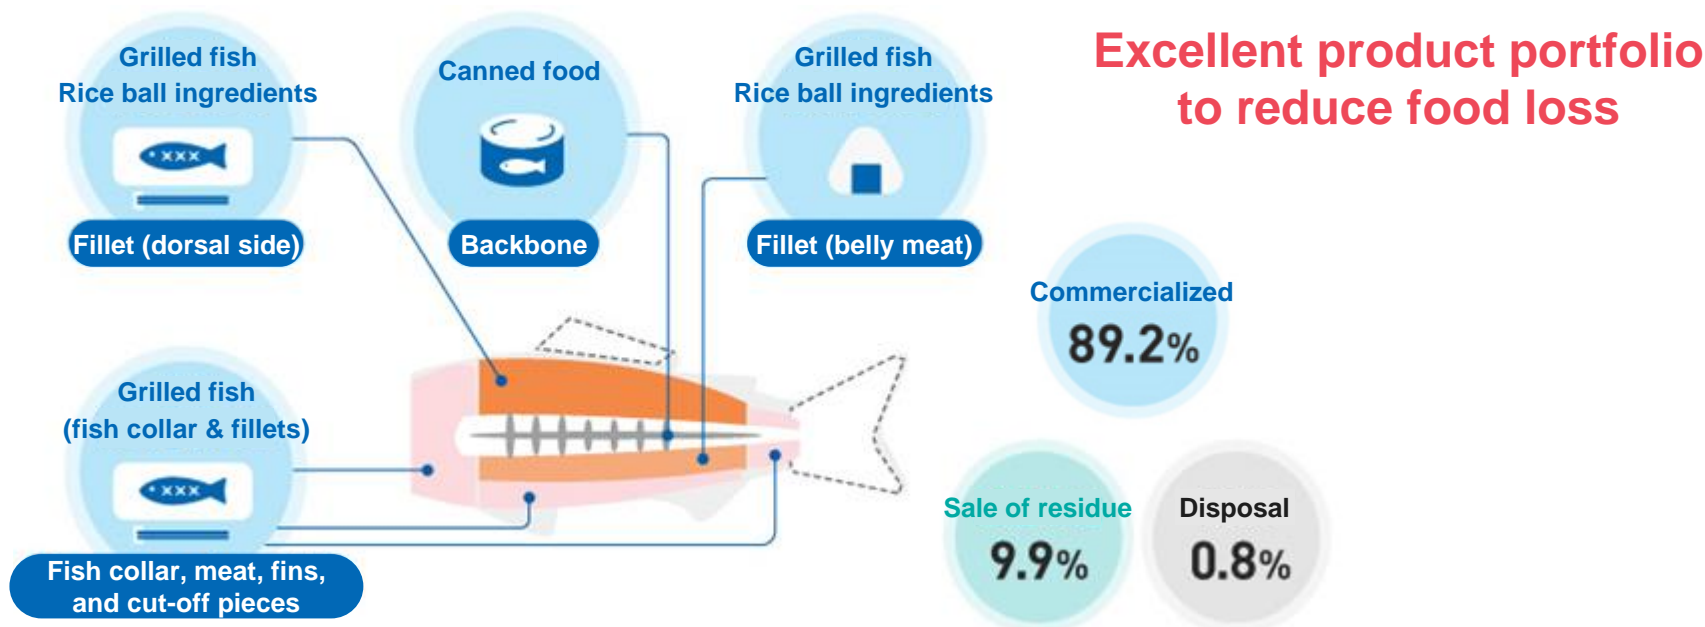 Excellent product portfolio
to reduce food loss
Grilled fish
Rice ball ingredients
Fillet (dorsal side)
Canned food
Backbone
Grilled fish
Rice ball ingredients
Fillet (belly meat)
Grilled fish
(fish collar & fillets)
Fish collar, meat, fins,
and cut-off pieces
Commercialized
89.2%
Sale of residue
9.9%
Disposal
0.8%